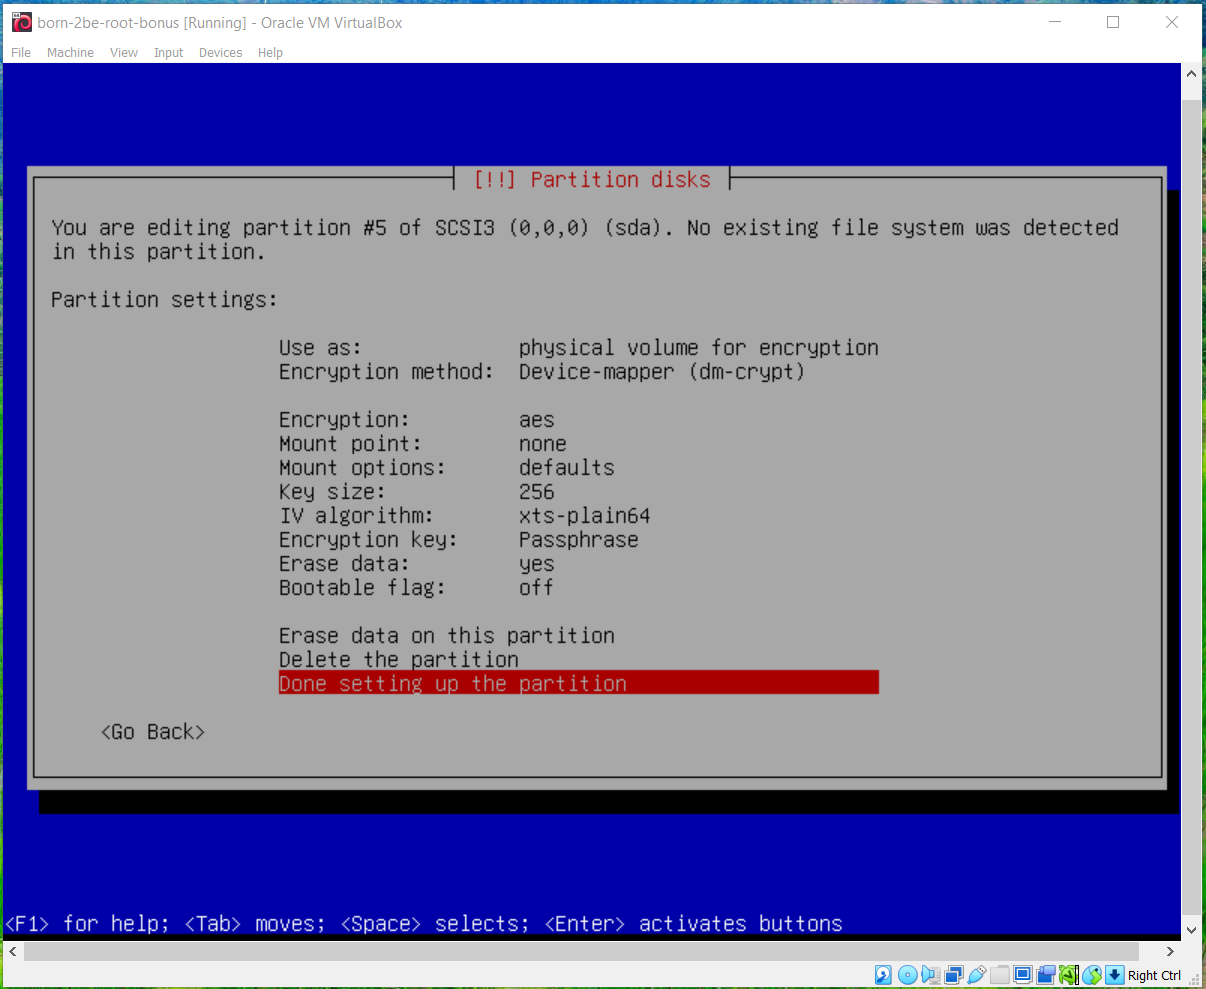 born-2be-root-bonus [Running] - Oracle VM VirtualBox
File Machine View Input Devices Help
[!!] Partition disks
You are editing partition #5 of SCSI3 (0,0,0) (sda). No existing file system was detected
in this partition.
Partition settings:
Use as: physical volume for encryption
Encryption method: Device-mapper (dm-crypt)
Encryption: aes
Mount point: none
Mount options: defaults
Key size: 256
IV algorithm: xts-plain64
Encryption key: Passphrase
Erase data: yes
Bootable flag: off
Erase data on this partition
Delete the partition
Done setting up the partition
<Go Back>
<F1> for help; <Tab> moves; <Space> selects; <Enter> activates buttons
Right Ctrl